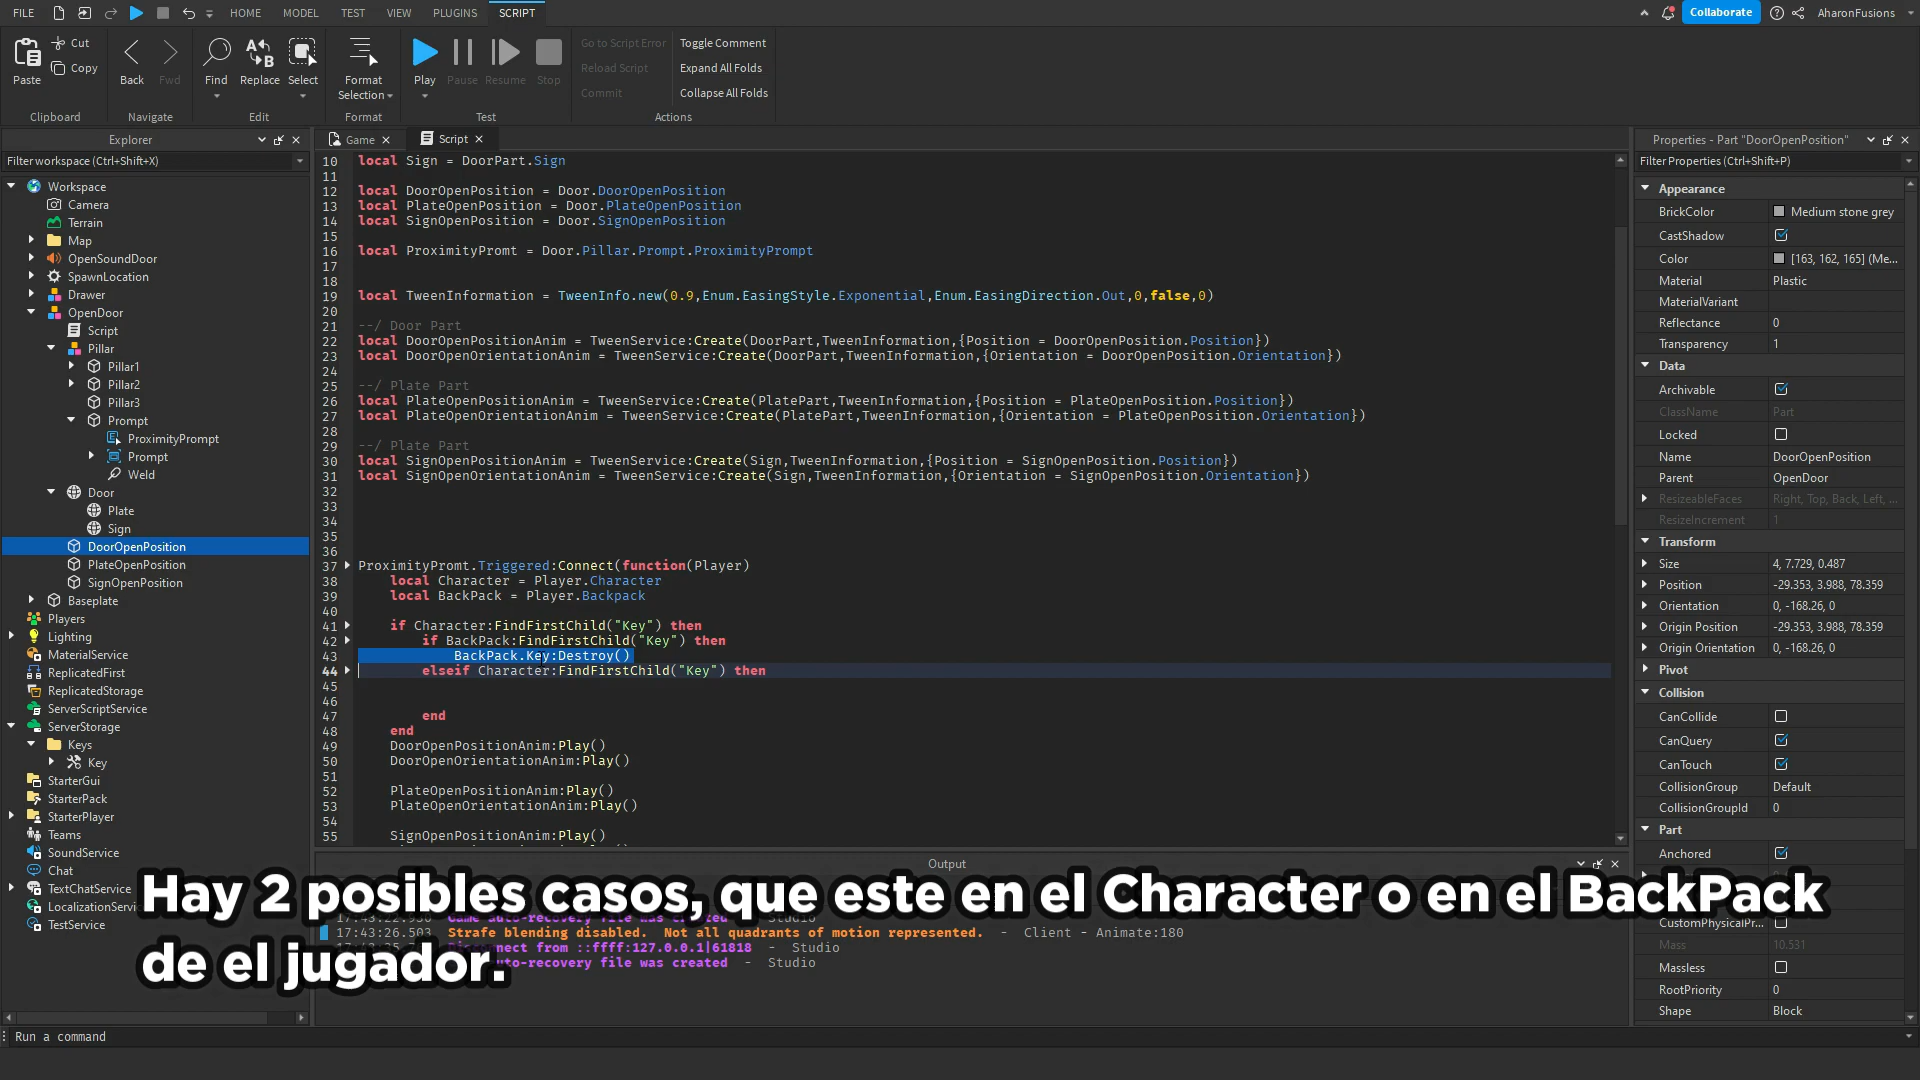 FILE HOME MODEL TEST VIEW PLUGINS SCRIPT Collaborate AharonFusions
Paste Cut Copy Back Fwd Find Replace Select Format Selection Play Pause Resume Stop Go to Script Error Reload Script Commit Toggle Comment Expand All Folds Collapse All Folds
Clipboard Navigate Edit Format Test Actions
Explorer
Filter workspace (Ctrl+Shift+X)
Workspace
Camera
Terrain
Map
OpenSoundDoor
SpawnLocation
Drawer
OpenDoor
Script
Pillar
Pillar1
Pillar2
Pillar3
Prompt
ProximityPrompt
Prompt
Weld
Door
Plate
Sign
DoorOpenPosition
PlateOpenPosition
SignOpenPosition
Baseplate
Players
Lighting
MaterialService
ReplicatedFirst
ReplicatedStorage
ServerScriptService
ServerStorage
Keys
Key
StarterGui
StarterPack
StarterPlayer
Teams
SoundService
Chat
TextChatService
TestService
Game Script
10 local Sign = DoorPart.Sign
11
12 local DoorOpenPosition = Door.DoorOpenPosition
13 local PlateOpenPosition = Door.PlateOpenPosition
14 local SignOpenPosition = Door.SignOpenPosition
15
16 local ProximityPromt = Door.Pillar.Prompt.ProximityPrompt
17
18
19 local TweenInformation = TweenInfo.new(0.9,Enum.EasingStyle.Exponential,Enum.EasingDirection.Out,0,false,0)
20
21 --/ Door Part
22 local DoorOpenPositionAnim = TweenService:Create(DoorPart,TweenInformation,{Position = DoorOpenPosition.Position})
23 local DoorOpenOrientationAnim = TweenService:Create(DoorPart,TweenInformation,{Orientation = DoorOpenPosition.Orientation})
24
25 --/ Plate Part
26 local PlateOpenPositionAnim = TweenService:Create(PlatePart,TweenInformation,{Position = PlateOpenPosition.Position})
27 local PlateOpenOrientationAnim = TweenService:Create(PlatePart,TweenInformation,{Orientation = PlateOpenPosition.Orientation})
28
29 --/ Plate Part
30 local SignOpenPositionAnim = TweenService:Create(Sign,TweenInformation,{Position = SignOpenPosition.Position})
31 local SignOpenOrientationAnim = TweenService:Create(Sign,TweenInformation,{Orientation = SignOpenPosition.Orientation})
32
33
34
35
36
37 ProximityPromt.Triggered:Connect(function(Player)
38 local Character = Player.Character
39 local BackPack = Player.Backpack
40
41 if Character:FindFirstChild("Key") then
42 if BackPack:FindFirstChild("Key") then
43 BackPack.Key:Destroy()
44 elseif Character:FindFirstChild("Key") then
45
46
47 end
48 end
49 DoorOpenPositionAnim:Play()
50 DoorOpenOrientationAnim:Play()
51
52 PlateOpenPositionAnim:Play()
53 PlateOpenOrientationAnim:Play()
54
55 SignOpenPositionAnim:Play()
Output
17:43:26.503 Strafe blending disabled. Not all quadrants of motion represented. - Client - Animate:180
from ::ffff:127.0.0.1|61818 - Studio
file was created - Studio
Hay 2 posibles casos, que este en el Character o en el BackPack
de el jugador.
Properties - Part "DoorOpenPosition"
Filter Properties (Ctrl+Shift+P)
Appearance
BrickColor Medium stone grey
CastShadow
Color [163, 162, 165] (Me...
Material Plastic
MaterialVariant
Reflectance 0
Transparency 1
Data
Archivable
ClassName Part
Locked
Name DoorOpenPosition
Parent OpenDoor
ResizeableFaces Right, Top, Back, Left, ...
ResizeIncrement 1
Transform
Size 4, 7.729, 0.487
Position -29.353, 3.988, 78.359
Orientation 0, -168.26, 0
Origin Position -29.353, 3.988, 78.359
Origin Orientation 0, -168.26, 0
Pivot
Collision
CanCollide
CanQuery
CanTouch
CollisionGroup Default
CollisionGroupId 0
Part
Anchored
CustomPhysicalPr...
Mass 10.531
Massless
RootPriority 0
Shape Block
Run a command